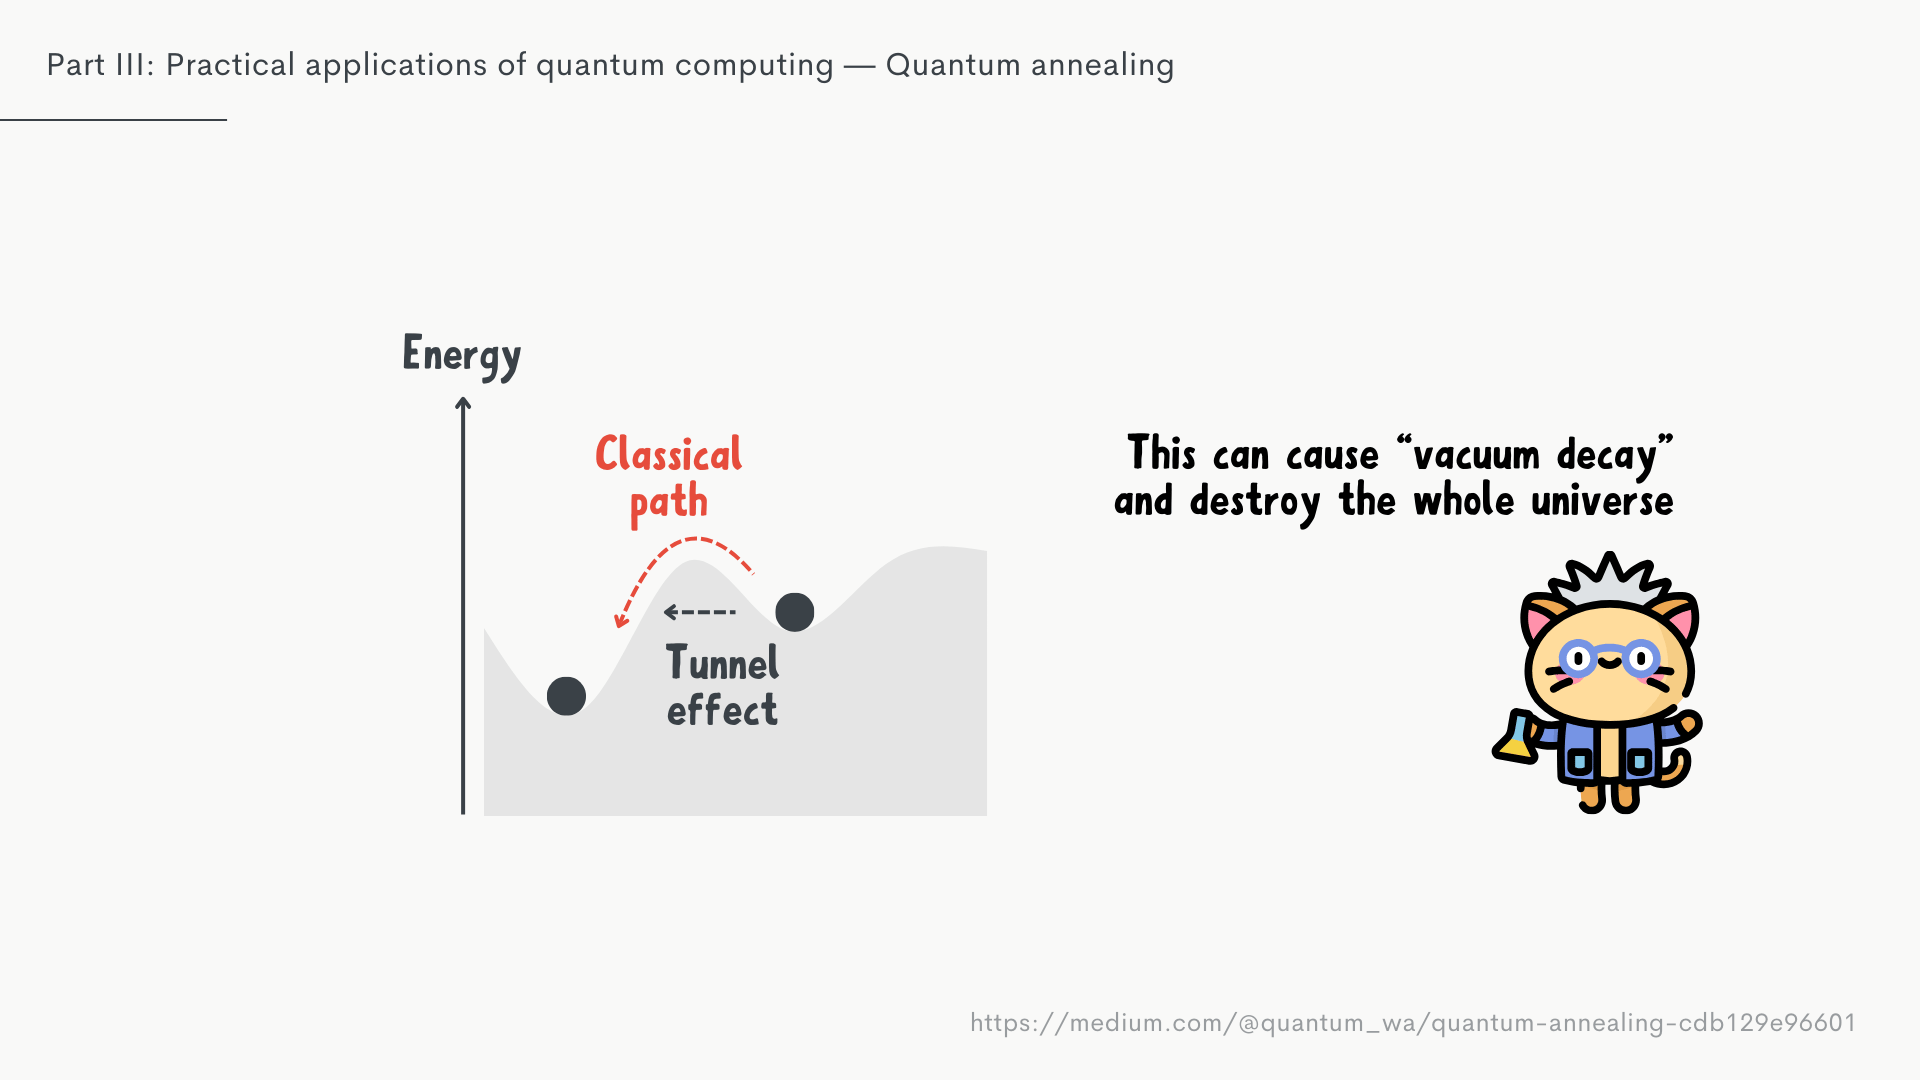 Part III: Practical applications of quantum computing — Quantum annealing
Energy
Classical
path
Tunnel
effect
This can cause “vacuum decay”
and destroy the whole universe
https://medium.com/@quantum_wa/quantum-annealing-cdb129e96601